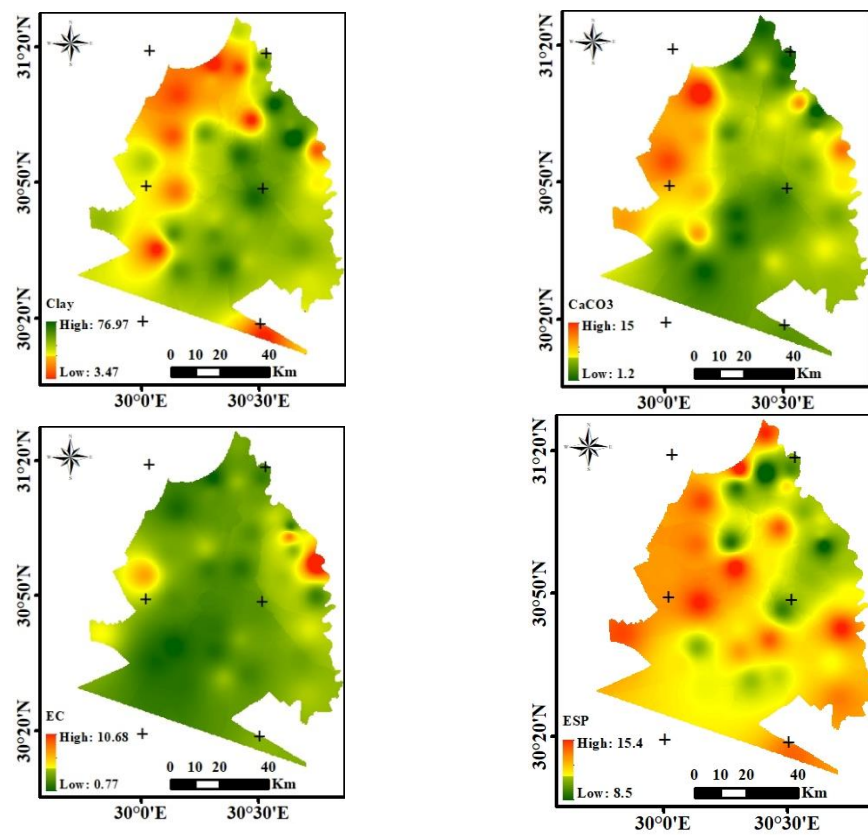 31°20'N
30°50'N
30°20'N
Clay
High: 76.97
Low: 3.47
0 10 20 40
Km
30°0'E 30°30'E
31°20'N
30°50'N
30°20'N
CaCO3
High: 15
Low: 1.2
0 10 20 40
Km
30°0'E 30°30'E
31°20'N
30°50'N
30°20'N
EC
High: 10.68
Low: 0.77
0 10 20 40
Km
30°0'E 30°30'E
31°20'N
30°50'N
30°20'N
ESP
High: 15.4
Low: 8.5
0 10 20 40
Km
30°0'E 30°30'E